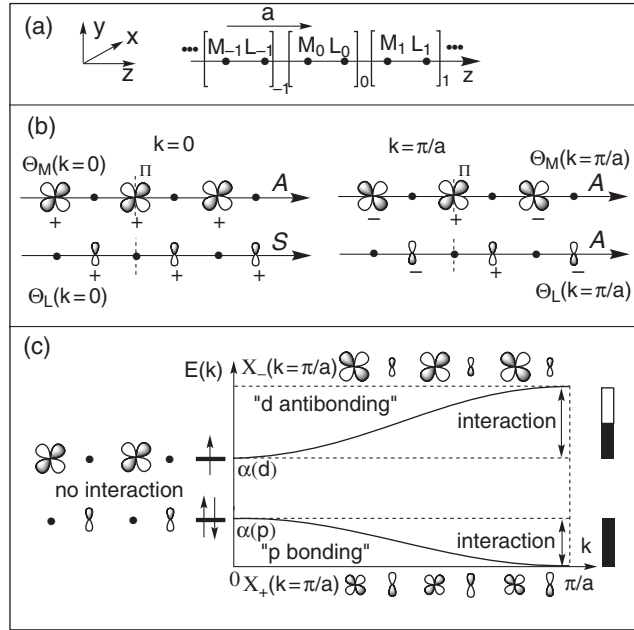 (a)
y
x
z
a
••• [M₋₁ L₋₁]₋₁ [M₀ L₀]₀ [M₁ L₁]₁ •••
z
(b)
k=0
k=π/a
Θ_M(k=0)
Π
A
Π
Θ_M(k=π/a)
A
+ + +
− + −
S
A
+ + +
− + −
Θ_L(k=0)
Θ_L(k=π/a)
(c)
E(k)
X₋(k=π/a)
"d antibonding"
interaction
α(d)
no interaction
α(p)
"p bonding"
interaction
k
0
X₊(k=π/a)
π/a